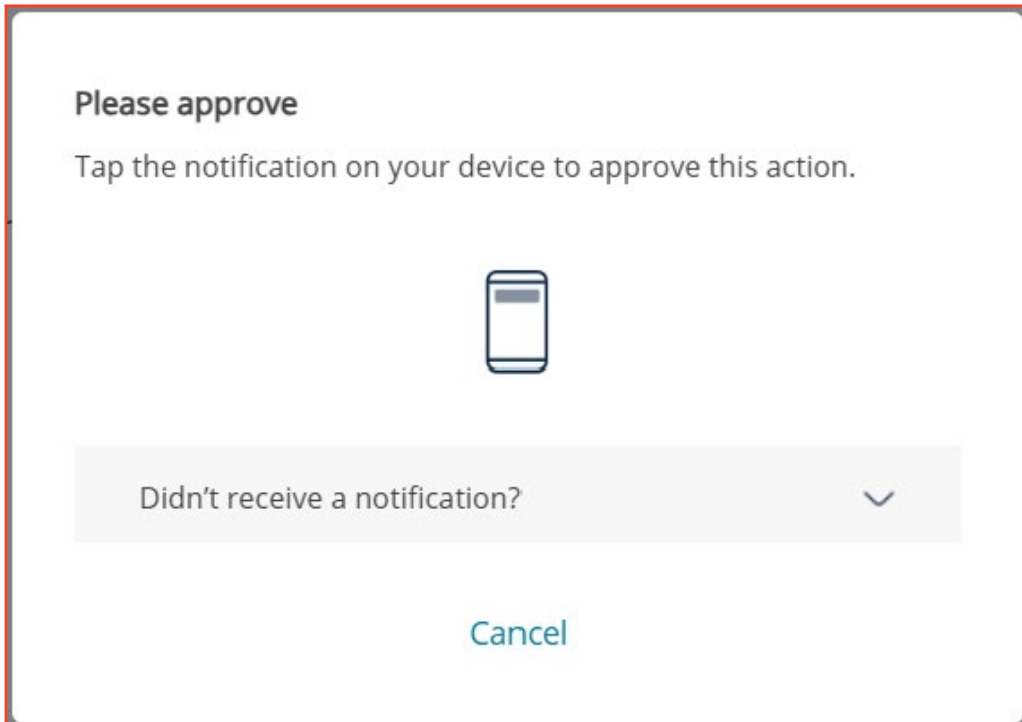 Please approve
Tap the notification on your device to approve this action.
Didn’t receive a notification?
Cancel